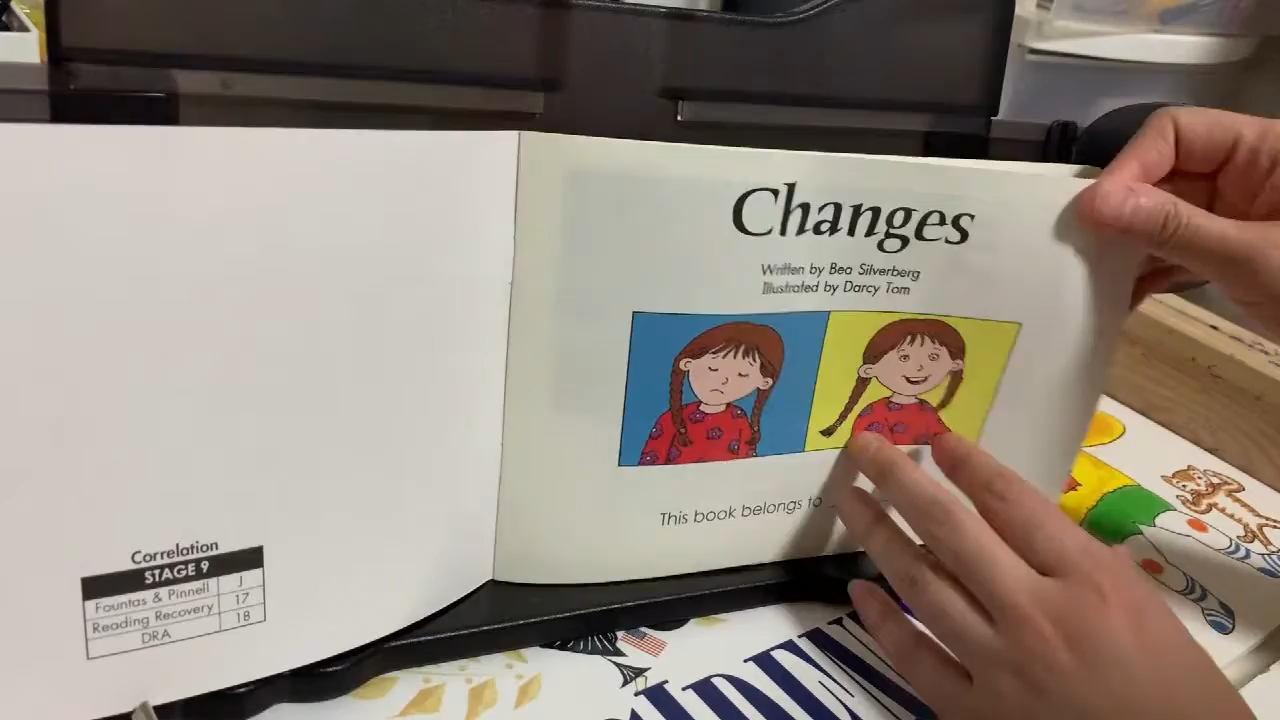 Correlation
STAGE 9
Fountas & Pinnell J
Reading Recovery 17
DRA 18
Changes
Written by Bea Silverberg
Illustrated by Darcy Tom
This book belongs to